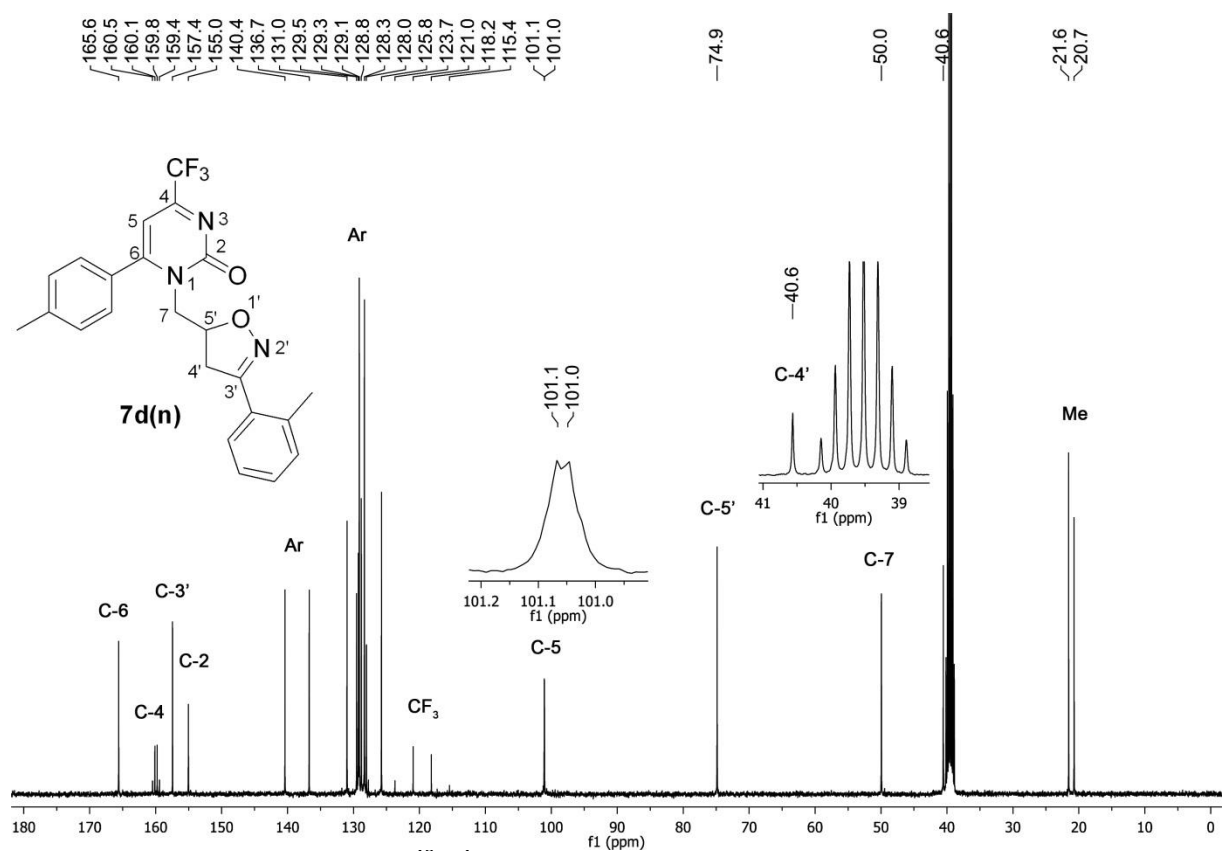 165.6 160.5 160.1 159.8 159.4 157.4 155.0 140.4 136.7 131.0 129.5 129.3 129.1 128.8 128.3 128.0 125.8 123.7 121.0 118.2 115.4 101.1 101.0 74.9 50.0 40.6 21.6 20.7
CF3
4
5
N
3
Ar
6
2
N
1
O
40.6
7
5'
O
1'
N
2'
C-4'
4'
3'
101.1
101.0
7d(n)
Me
41 40 39
f1 (ppm)
C-5'
Ar
C-7
C-3'
101.2 101.1 101.0
f1 (ppm)
C-6
C-2
C-5
C-4
CF3
180 170 160 150 140 130 120 110 100 90 80 70 60 50 40 30 20 10 0
f1 (ppm)